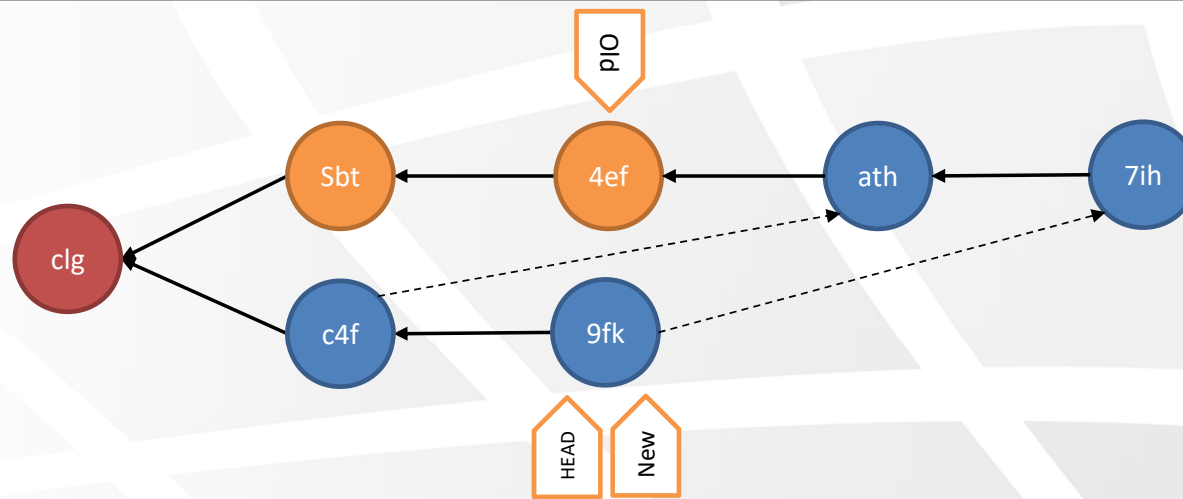 Old
Sbt
4ef
ath
7ih
clg
c4f
9fk
HEAD
New